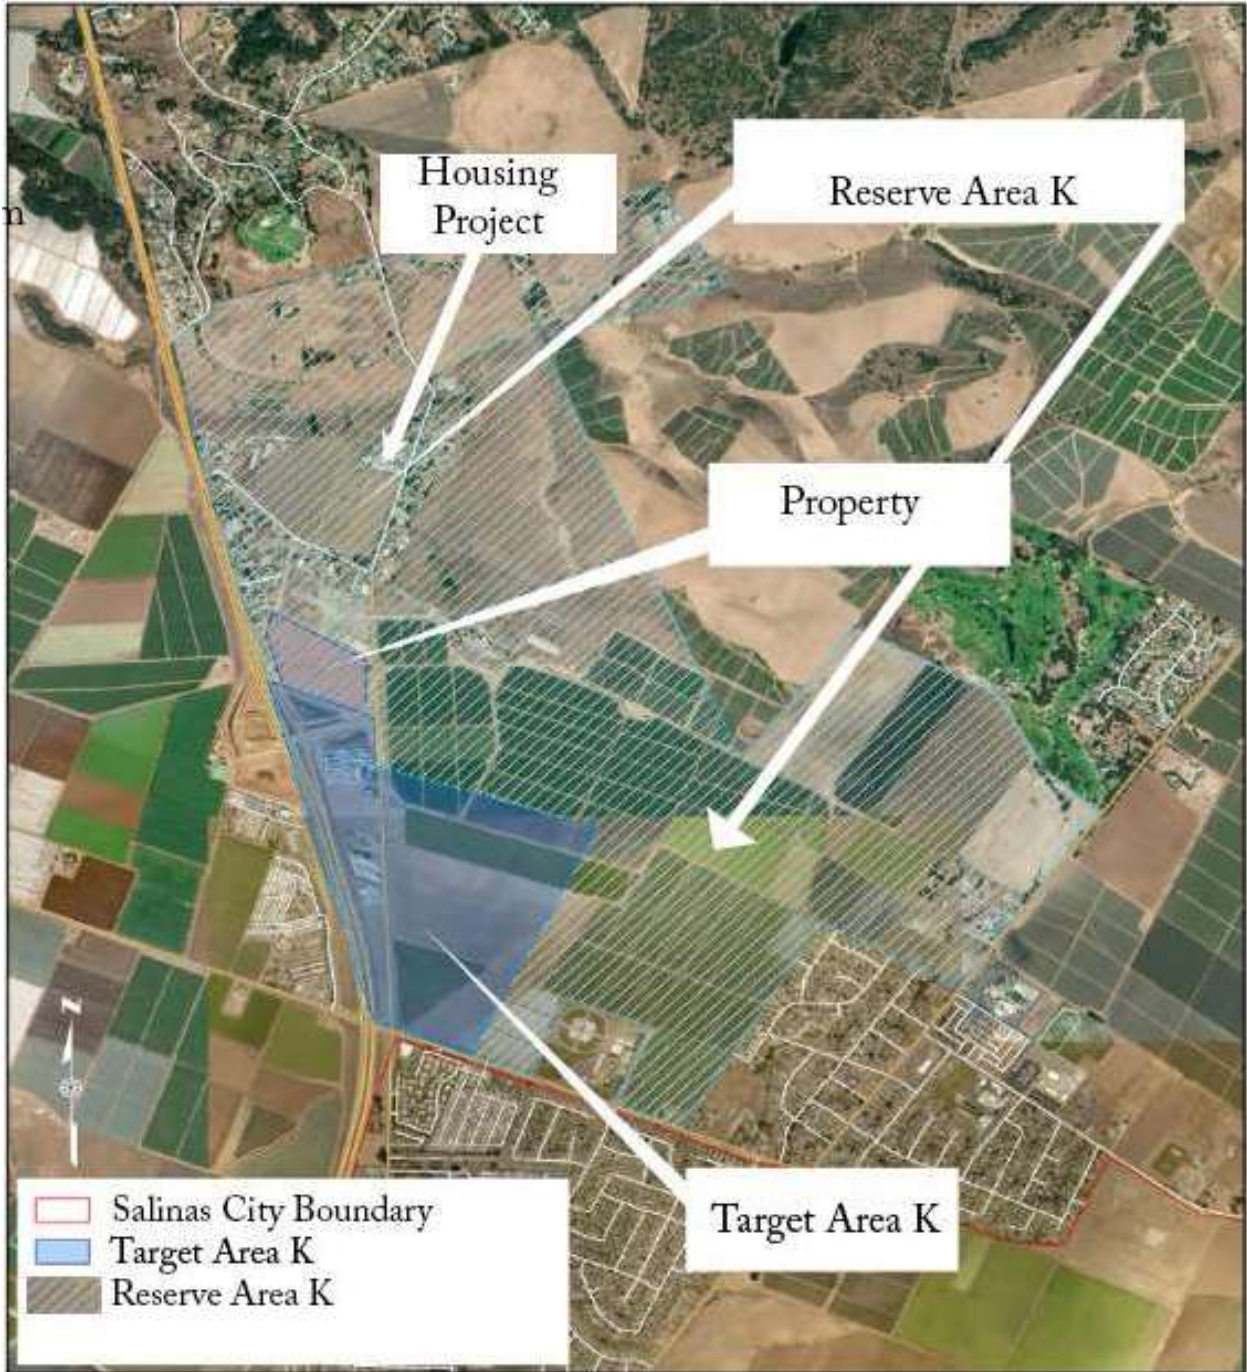 Housing
Project
Reserve Area K
m
Property
Target Area K
Z
Salinas City Boundary
Target Area K
Reserve Area K